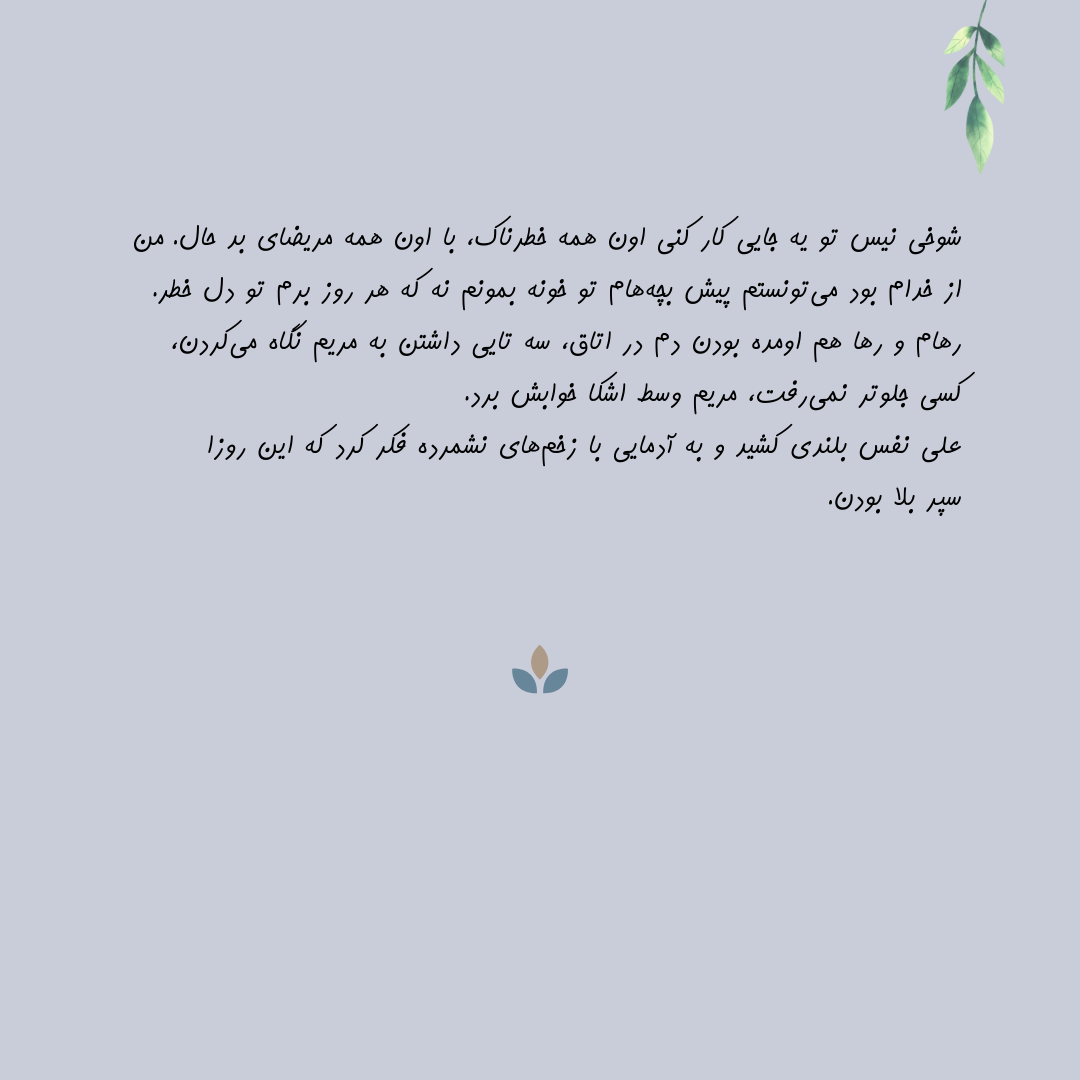 شوخی نیس تو یه جایی کار کنی اون همه خطرناک، با اون همه مریضای بد حال. من
از خدام بود می‌تونستم پیش بچه‌هام تو خونه بمونم نه که هر روز برم تو دل خطر.
رهام و رها هم اومده بودن دم در اتاق، سه تایی داشتن به مریم نگاه می‌کردن،
کسی جلوتر نمی‌رفت، مریم وسط اشکا خوابش برد.
علی نفس بلندی کشید و به آدمایی با زخم‌های نشمرده فکر کرد که این روزا
سپر بلا بودن.